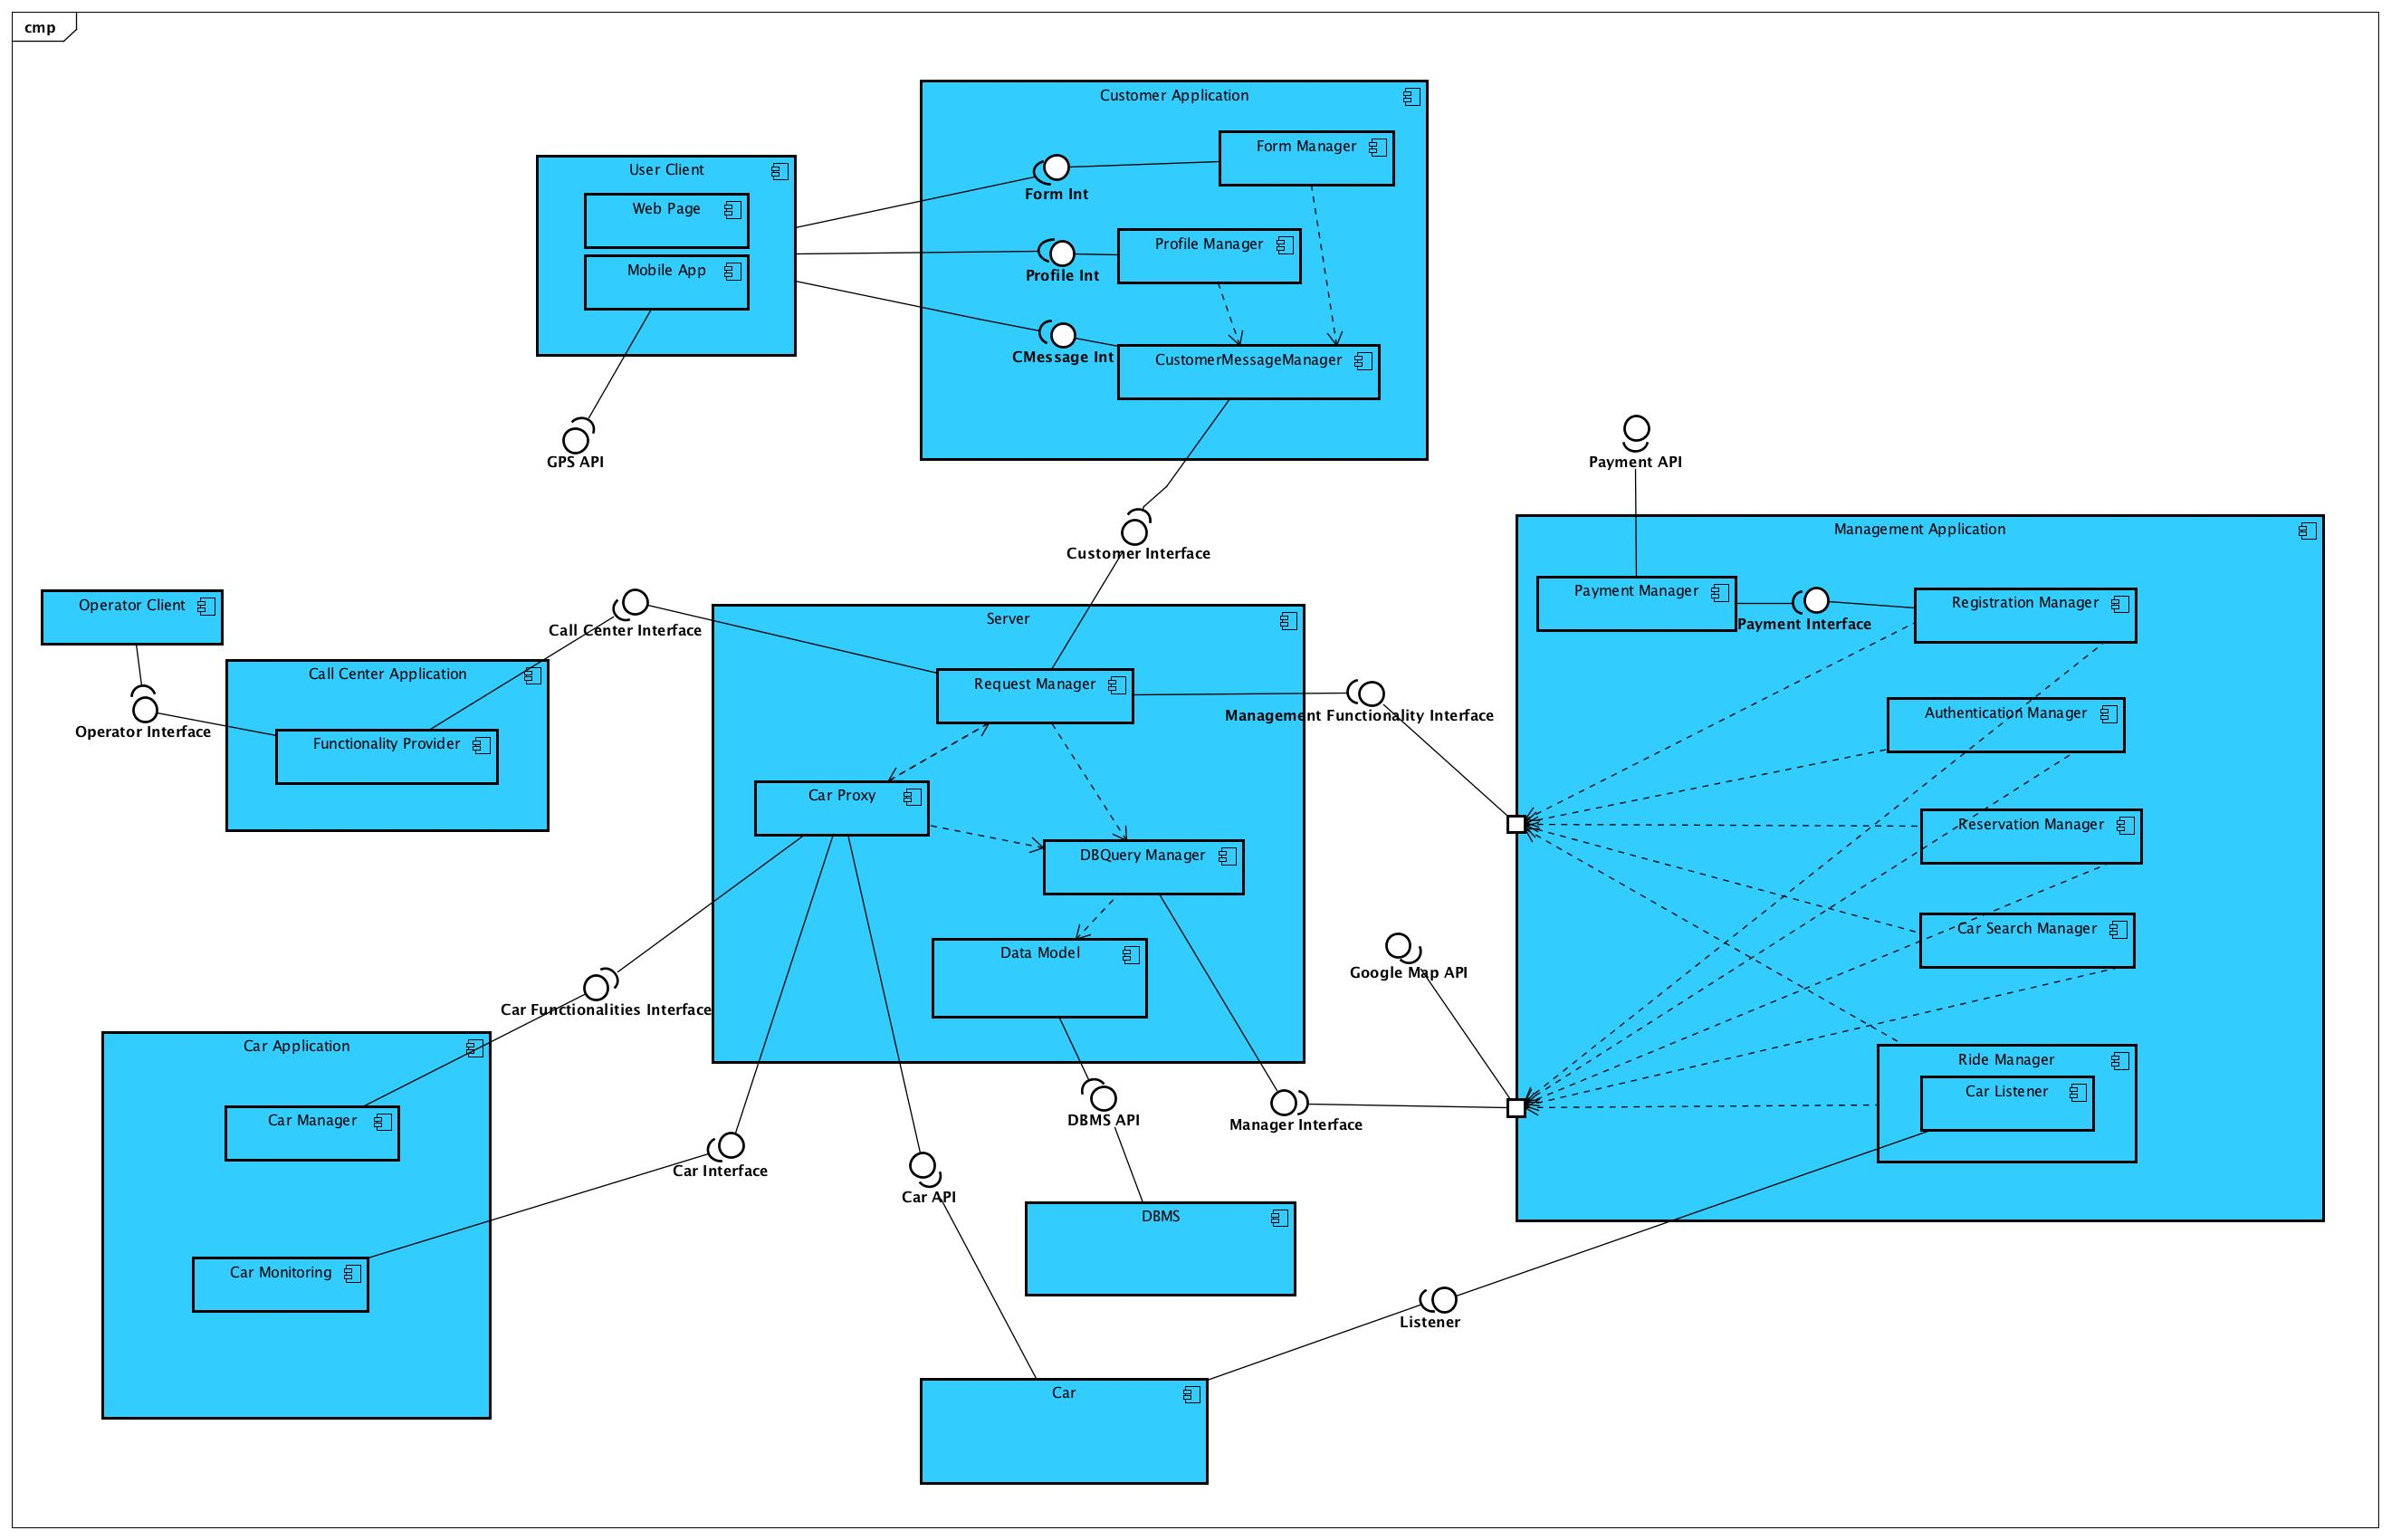 cmp
Customer Application
Form Manager
User Client
Web Page
Form Int
Profile Manager
Mobile App
Profile Int
CMessage Int
CustomerMessageManager
GPS API
Payment API
Management Application
Customer Interface
Payment Manager
Registration Manager
Operator Client
Server
Call Center Interface
Payment Interface
Call Center Application
Request Manager
Authentication Manager
Management Functionality Interface
Operator Interface
Functionality Provider
Car Proxy
Reservation Manager
DBQuery Manager
Car Search Manager
Data Model
Google Map API
Car Functionalities Interface
Car Application
Ride Manager
Car Listener
Car Manager
DBMS API
Manager Interface
Car Interface
Car API
DBMS
Car Monitoring
Listener
Car